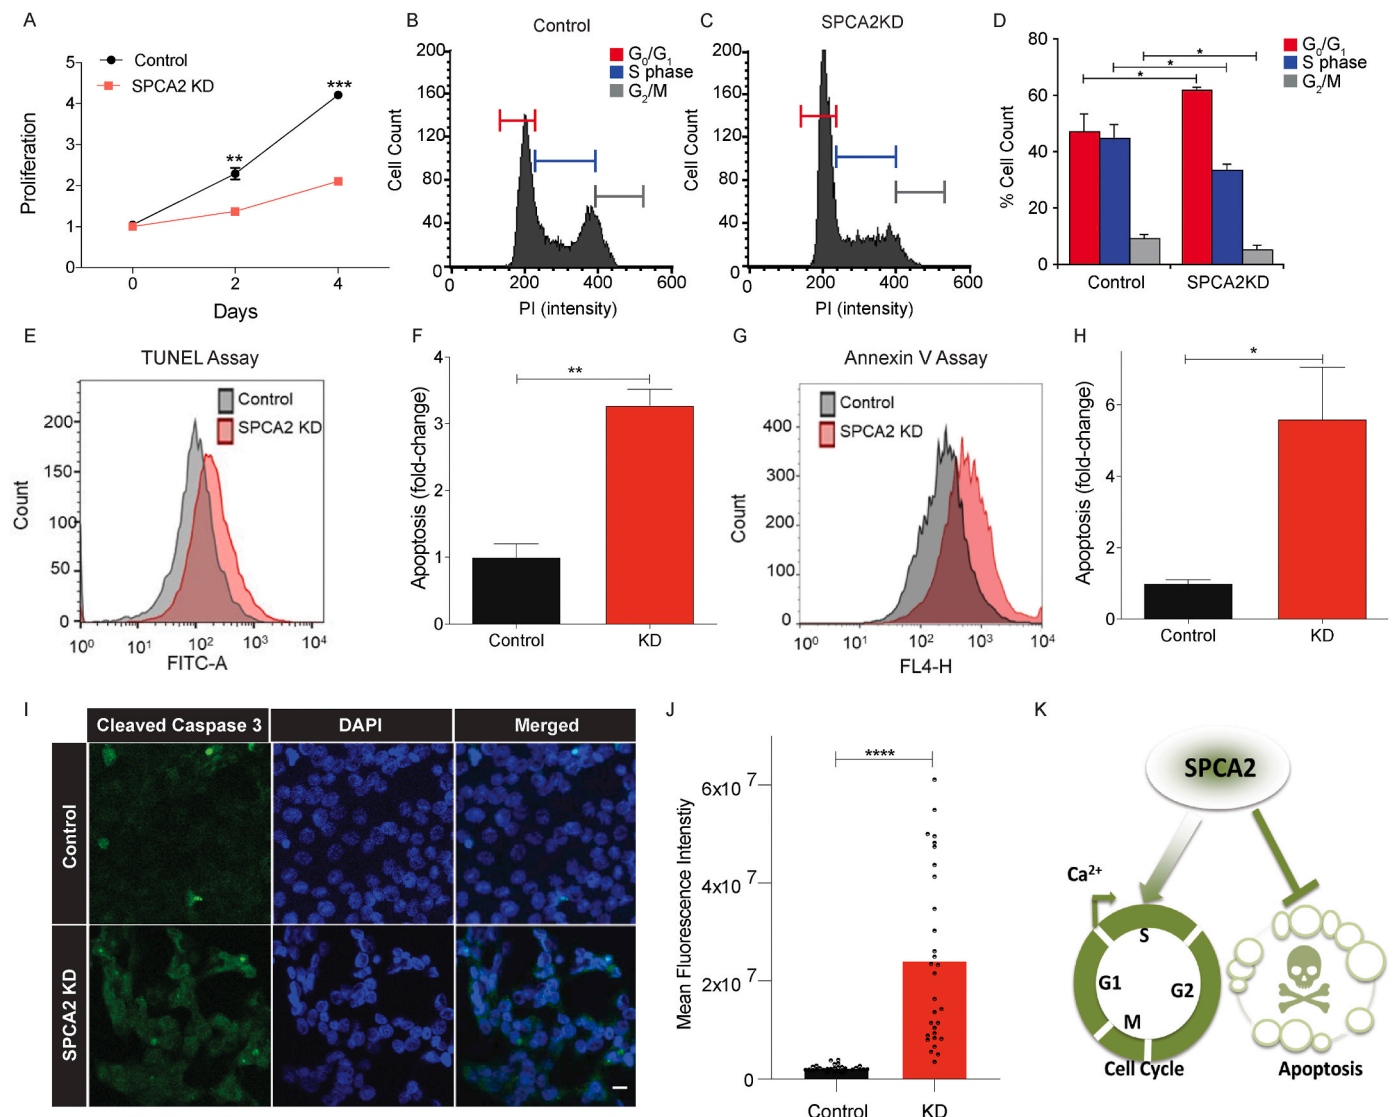 A
Control
SPCA2 KD
Proliferation
5
4
3
2
1
0
**
***
0 2 4
Days
B
Control
G0/G1
S phase
G2/M
Cell Count
200
160
120
80
40
0
0 200 400 600
PI (intensity)
C
SPCA2KD
G0/G1
S phase
G2/M
Cell Count
200
160
120
80
40
0
0 200 400 600
PI (intensity)
D
G0/G1
S phase
G2/M
% Cell Count
80
60
40
20
0
*
*
*
Control SPCA2KD
E
TUNEL Assay
Control
SPCA2 KD
Count
200
150
100
50
0
10⁰ 10¹ 10² 10³ 10⁴
FITC-A
F
Apoptosis (fold-change)
4
3
2
1
0
**
Control KD
G
Annexin V Assay
Control
SPCA2 KD
Count
400
300
200
100
0
10⁰ 10¹ 10² 10³ 10⁴
FL4-H
H
Apoptosis (fold-change)
6
4
2
0
*
Control KD
I
Cleaved Caspase 3 DAPI Merged
Control
SPCA2 KD
J
Mean Fluorescence Intenstiy
6x10 7
4x10 7
2x10 7
0
****
Control KD
K
SPCA2
Ca²⁺
S
G1
G2
M
Cell Cycle
Apoptosis